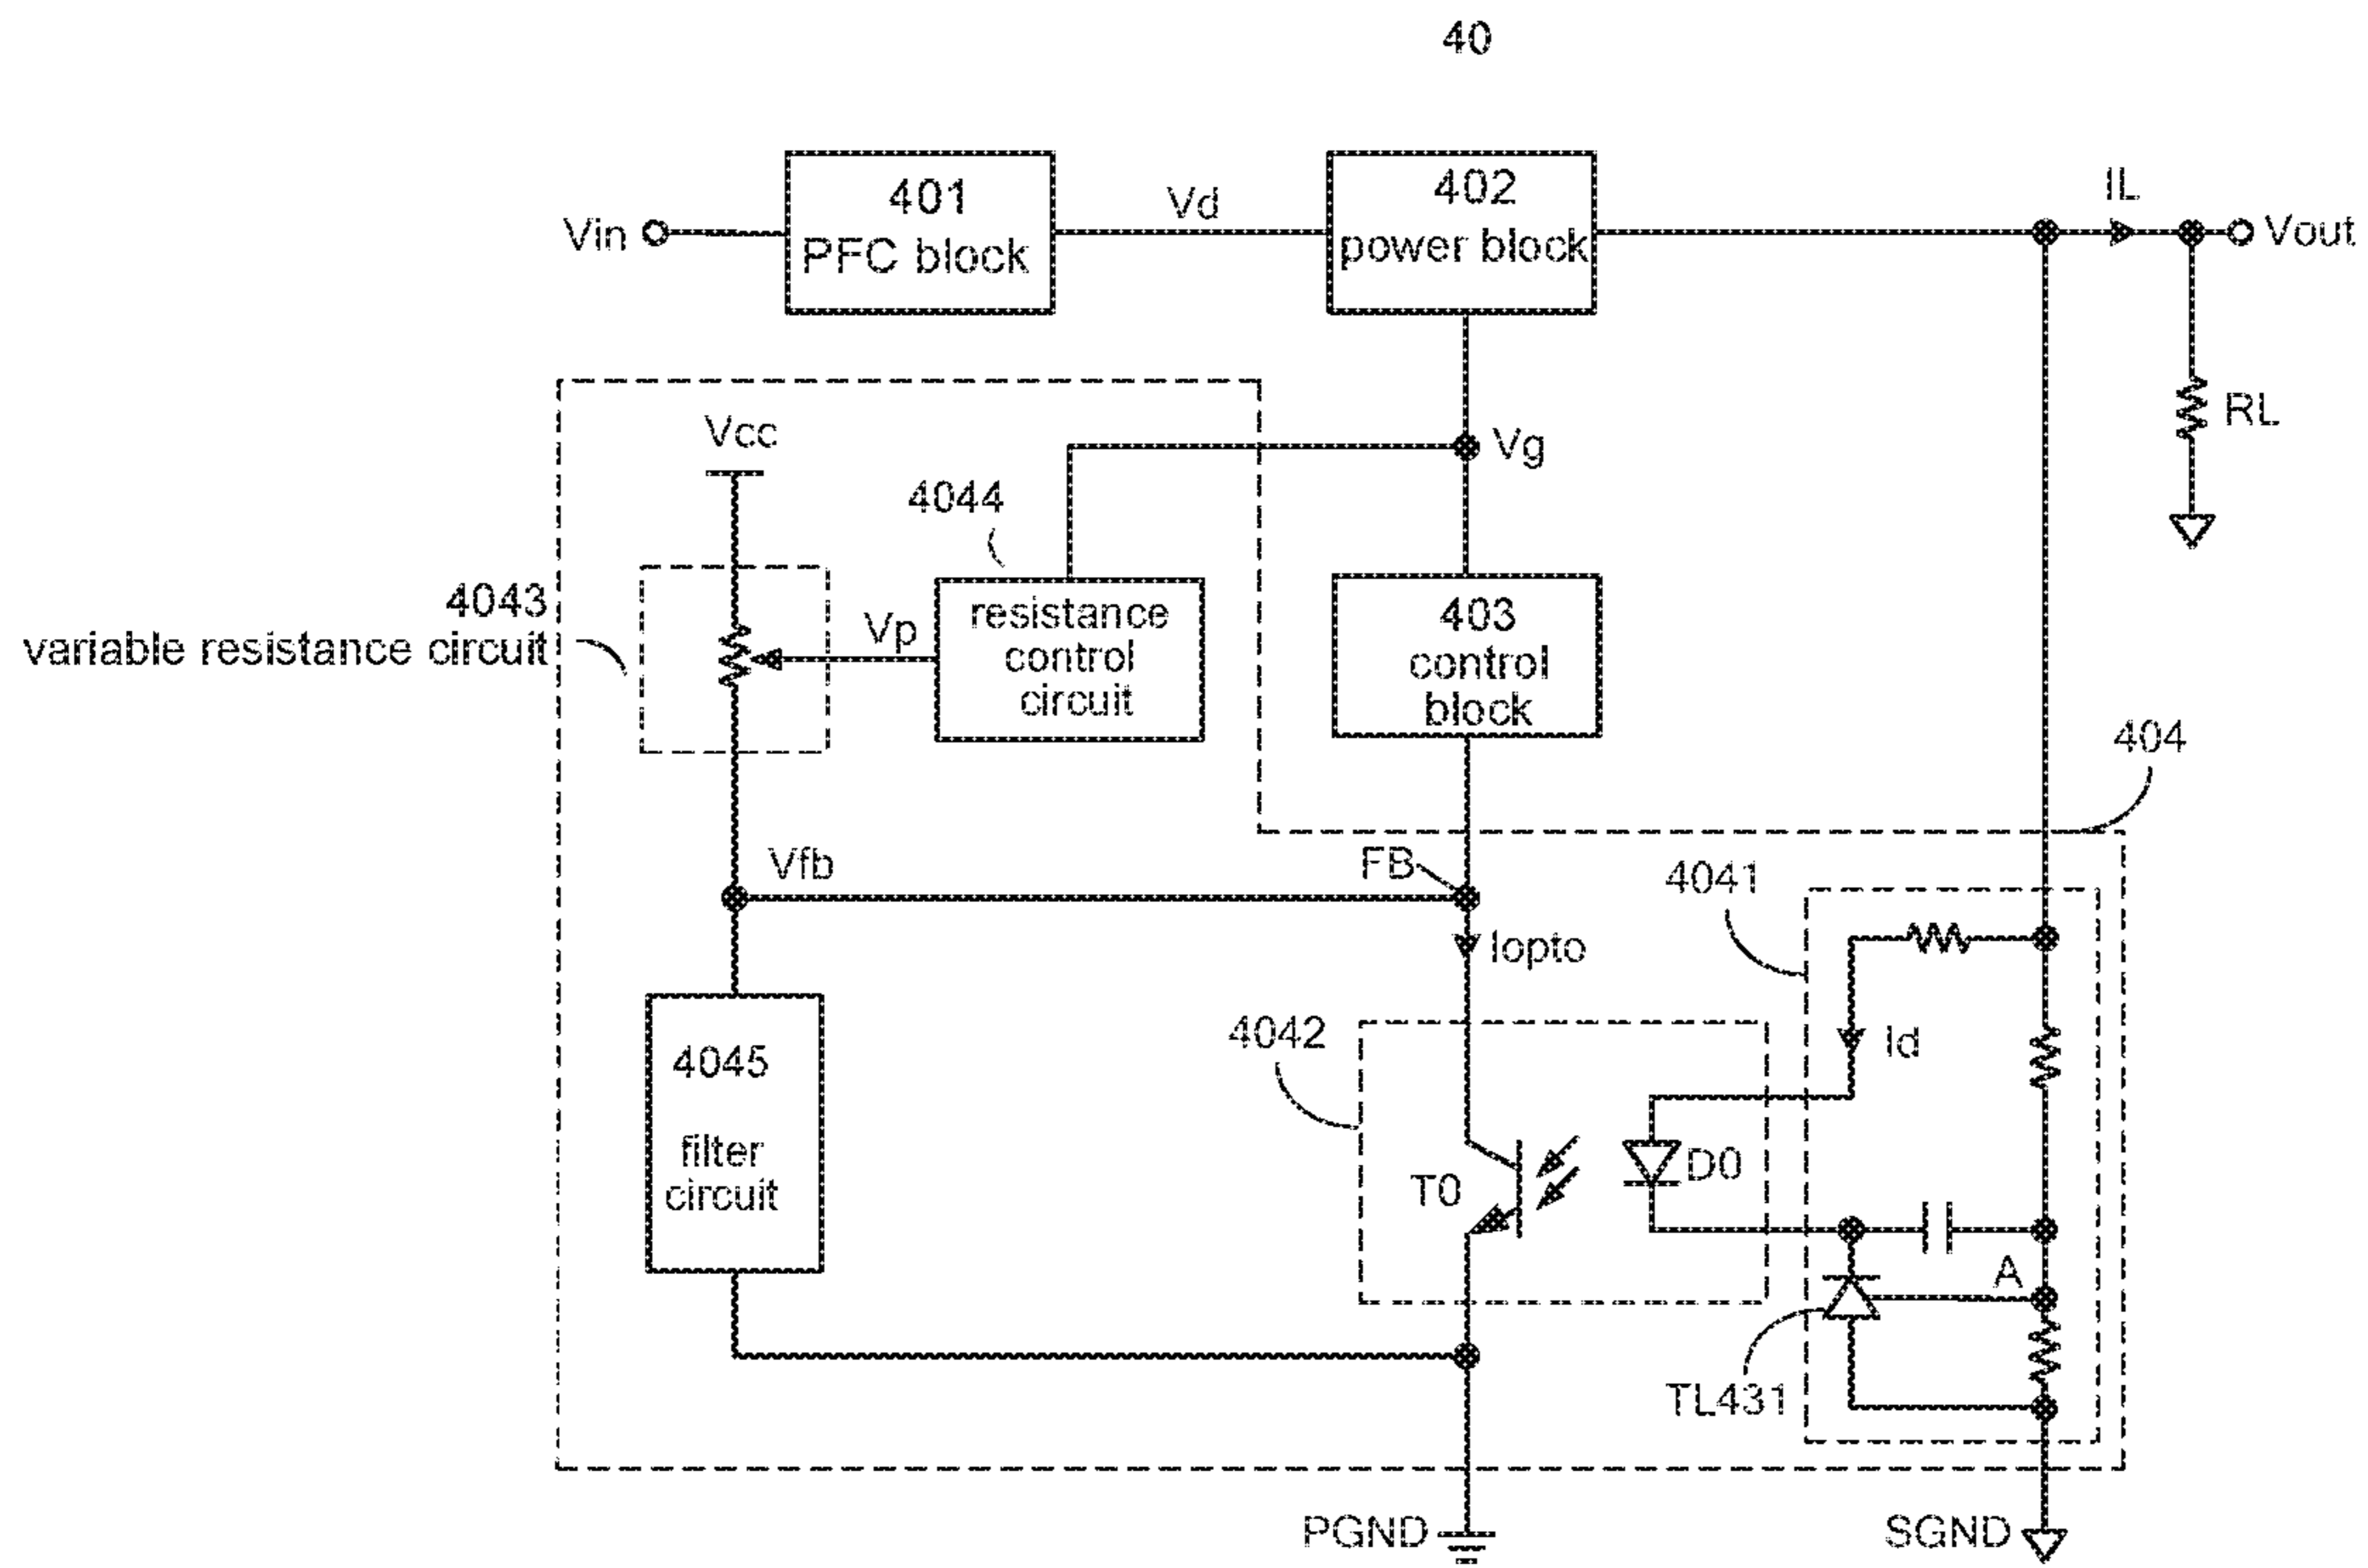 40
401
PFC block
402
power block
Vin
Vd
IL
Vout
RL
Vcc
Vg
4044
4043
variable resistance circuit
Vp
resistance
control
circuit
403
control
block
404
Vfb
FB
4041
Iopto
4042
Id
4045
filter
circuit
T0
D0
A
TL431
PGND
SGND